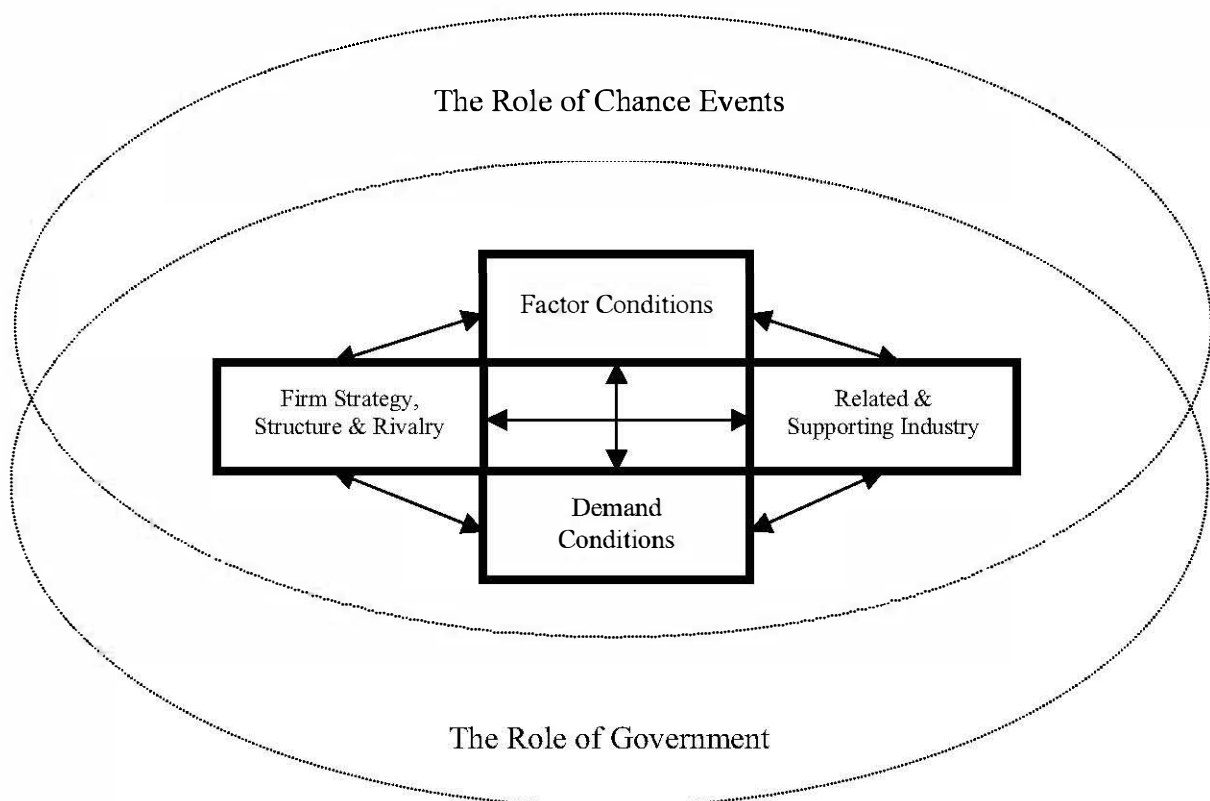 The Role of Chance Events
Factor Conditions
Firm Strategy,
Structure & Rivalry
Related &
Supporting Industry
Demand
Conditions
The Role of Government